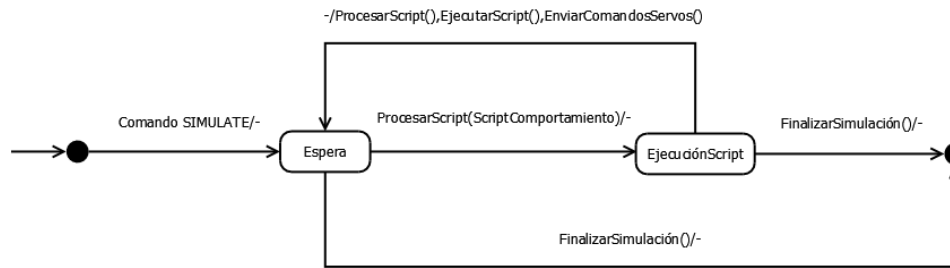 -/ProcesarScript(),EjecutarScript(),EnviarComandosServos()
Comando SIMULATE/-
ProcesarScript(ScriptComportamiento)/-
FinalizarSimulación()/-
Espera
EjecuciónScript
FinalizarSimulación()/-